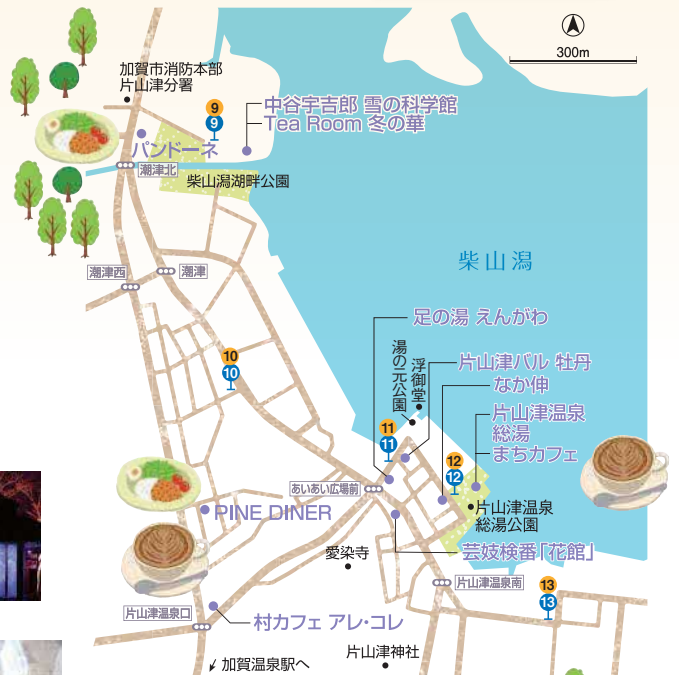 300m
加賀市消防本部
片山津分署
9
9
中谷宇吉郎 雪の科学館
Tea Room 冬の華
パンドーネ
潮津北
柴山潟湖畔公園
柴山潟
潮津西
潮津
足の湯 えんがわ
湯の元公園
浮御堂
片山津バル 牡丹
なか伸
10
10
片山津温泉
総湯
まちカフェ
11
11
12
12
あいあい広場前
PINE DINER
片山津温泉
総湯公園
芸妓検番「花館」
愛染寺
片山津温泉南
13
13
片山津温泉口
村カフェ アレ・コレ
加賀温泉駅へ
片山津神社